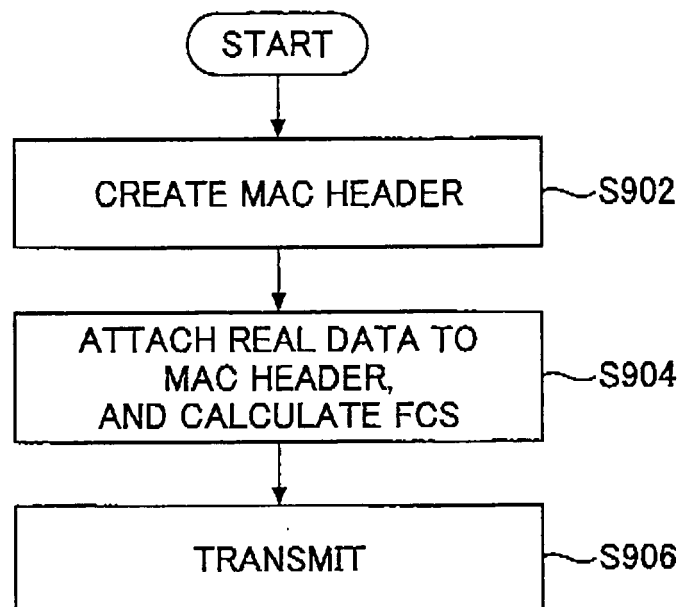 START
CREATE MAC HEADER
S902
ATTACH REAL DATA TO
MAC HEADER,
AND CALCULATE FCS
S904
TRANSMIT
S906